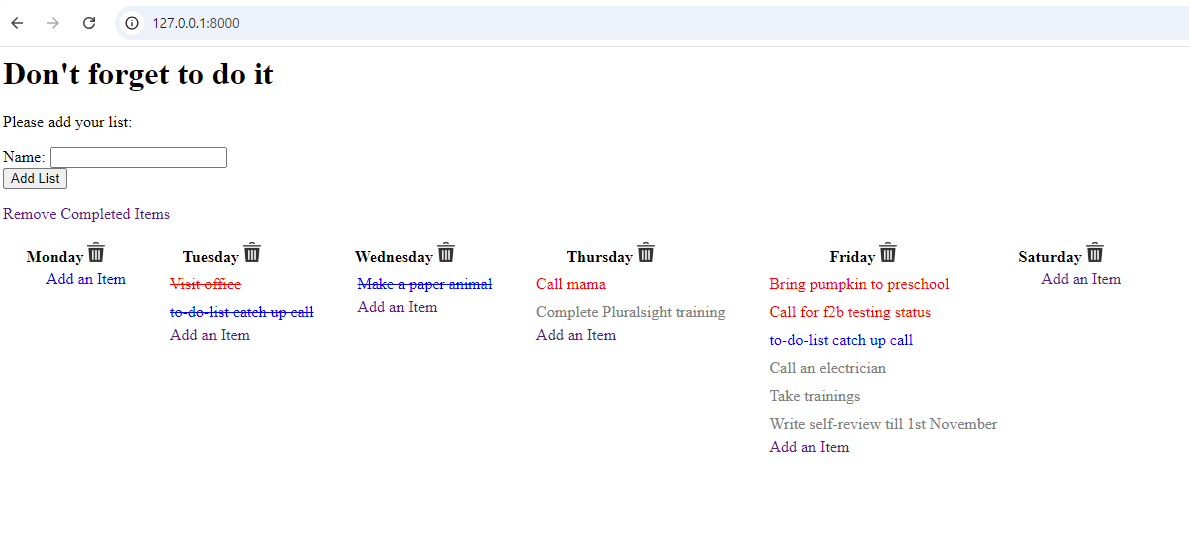 127.0.0.1:8000
Don't forget to do it
Please add your list:
Name:
Add List
Remove Completed Items
Monday
Add an Item
Tuesday
Visit office
to-do-list catch up call
Add an Item
Wednesday
Make a paper animal
Add an Item
Thursday
Call mama
Complete Pluralsight training
Add an Item
Friday
Bring pumpkin to preschool
Call for f2b testing status
to-do-list catch up call
Call an electrician
Take trainings
Write self-review till 1st November
Add an Item
Saturday
Add an Item